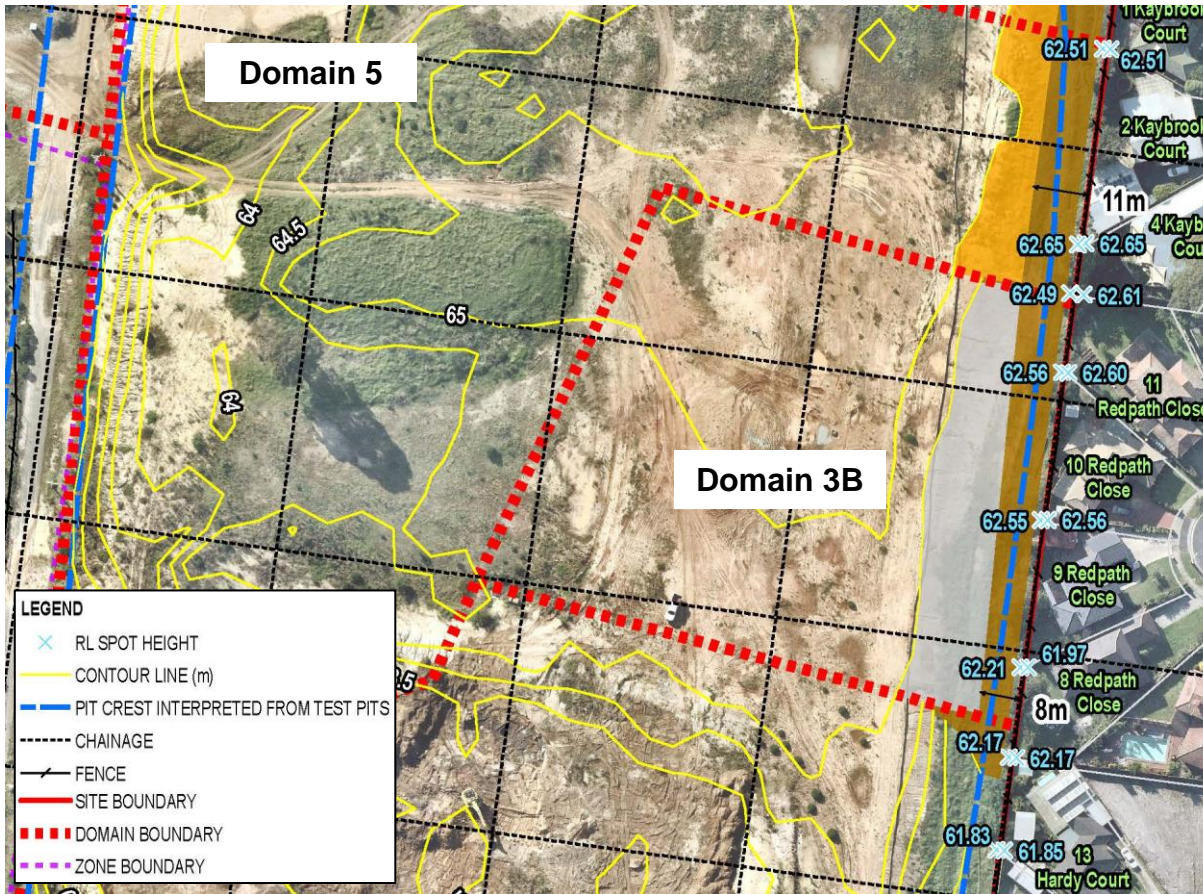 1 Kaybrook
Court
62.51
62.51
Domain 5
2 Kaybrook
Court
11m
64
64.5
4 Kayb
Cou
62.65
62.65
62.49
62.61
65
62.56
62.60
11
Redpath Close
64
Domain 3B
10 Redpath
Close
62.55
62.56
9 Redpath
Close
LEGEND
RL SPOT HEIGHT
CONTOUR LINE (m)
PIT CREST INTERPRETED FROM TEST PITS
CHAINAGE
FENCE
SITE BOUNDARY
DOMAIN BOUNDARY
ZONE BOUNDARY
61.97
62.21
8 Redpath
Close
8m
62.17
62.17
61.83
61.85
13
Hardy Court